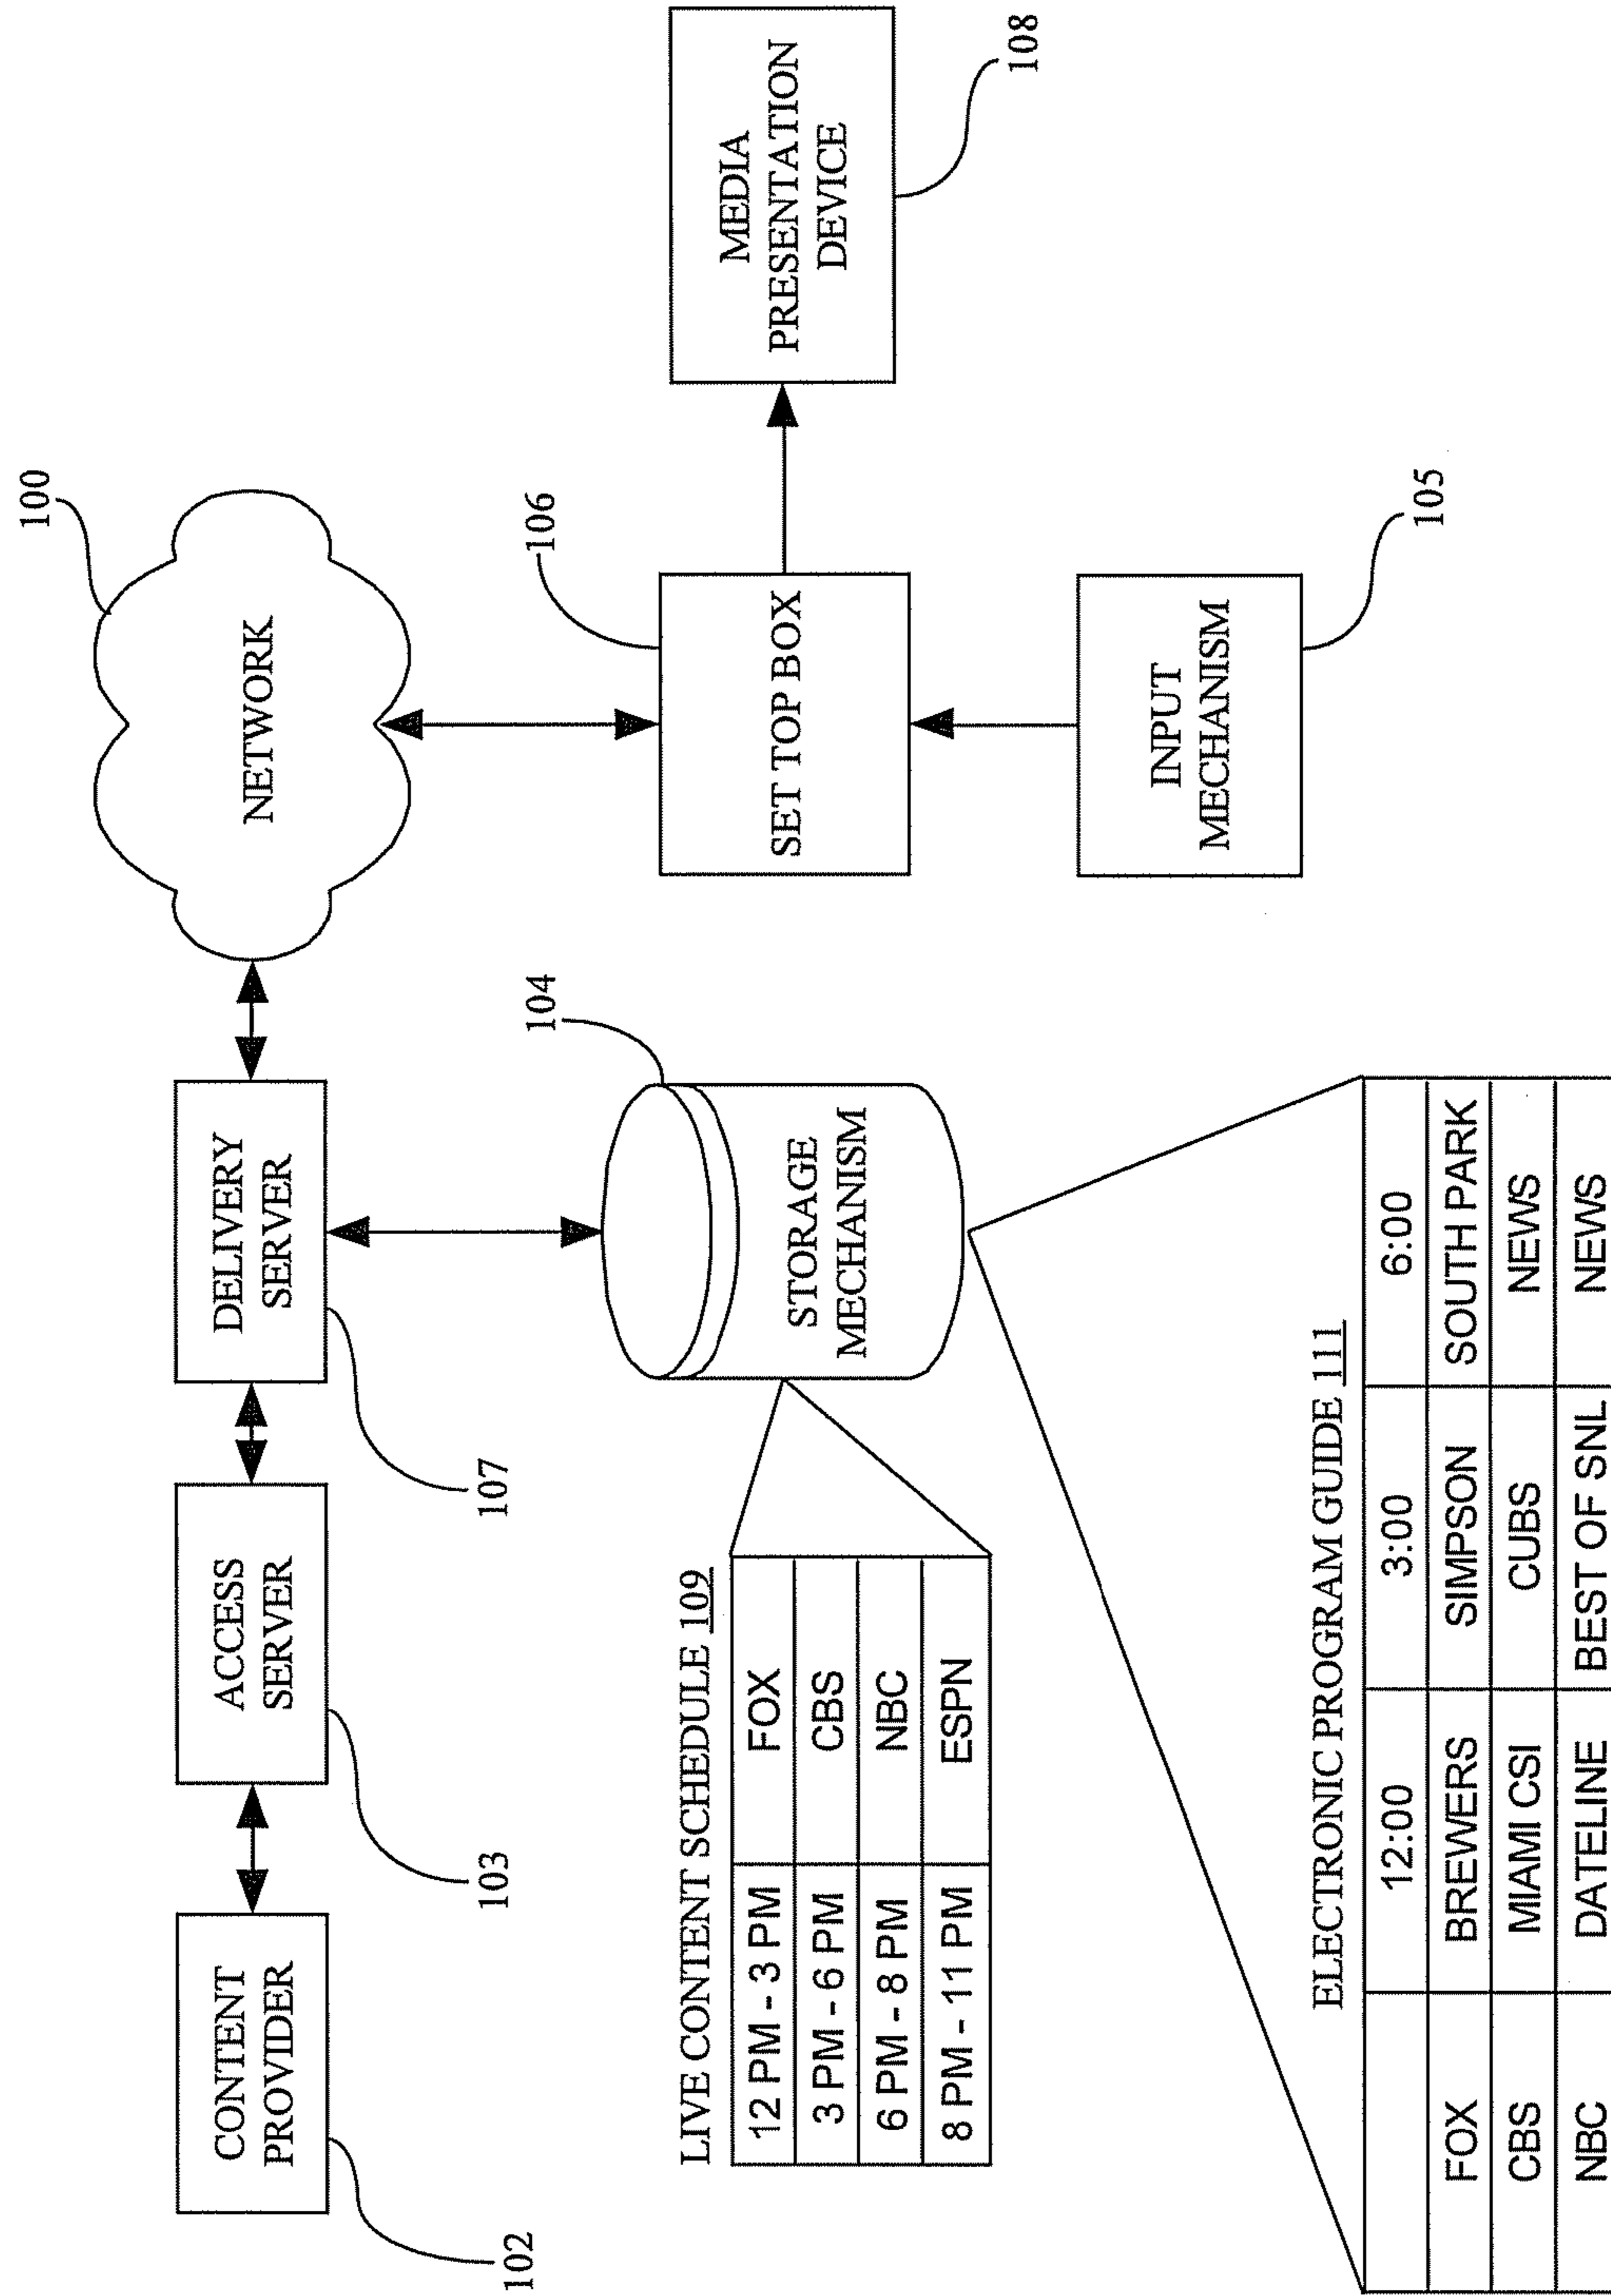 100
NETWORK
CONTENT
PROVIDER
102
ACCESS
SERVER
103
DELIVERY
SERVER
107
106
SET TOP BOX
MEDIA
PRESENTATION
DEVICE
108
104
STORAGE
MECHANISM
INPUT
MECHANISM
105
LIVE CONTENT SCHEDULE 109
12 PM - 3 PM FOX
3 PM - 6 PM CBS
6 PM - 8 PM NBC
8 PM - 11 PM ESPN
ELECTRONIC PROGRAM GUIDE 111
12:00 3:00 6:00
FOX BREWERS SIMPSON SOUTH PARK
CBS MIAMI CSI CUBS NEWS
NBC DATELINE BEST OF SNL NEWS